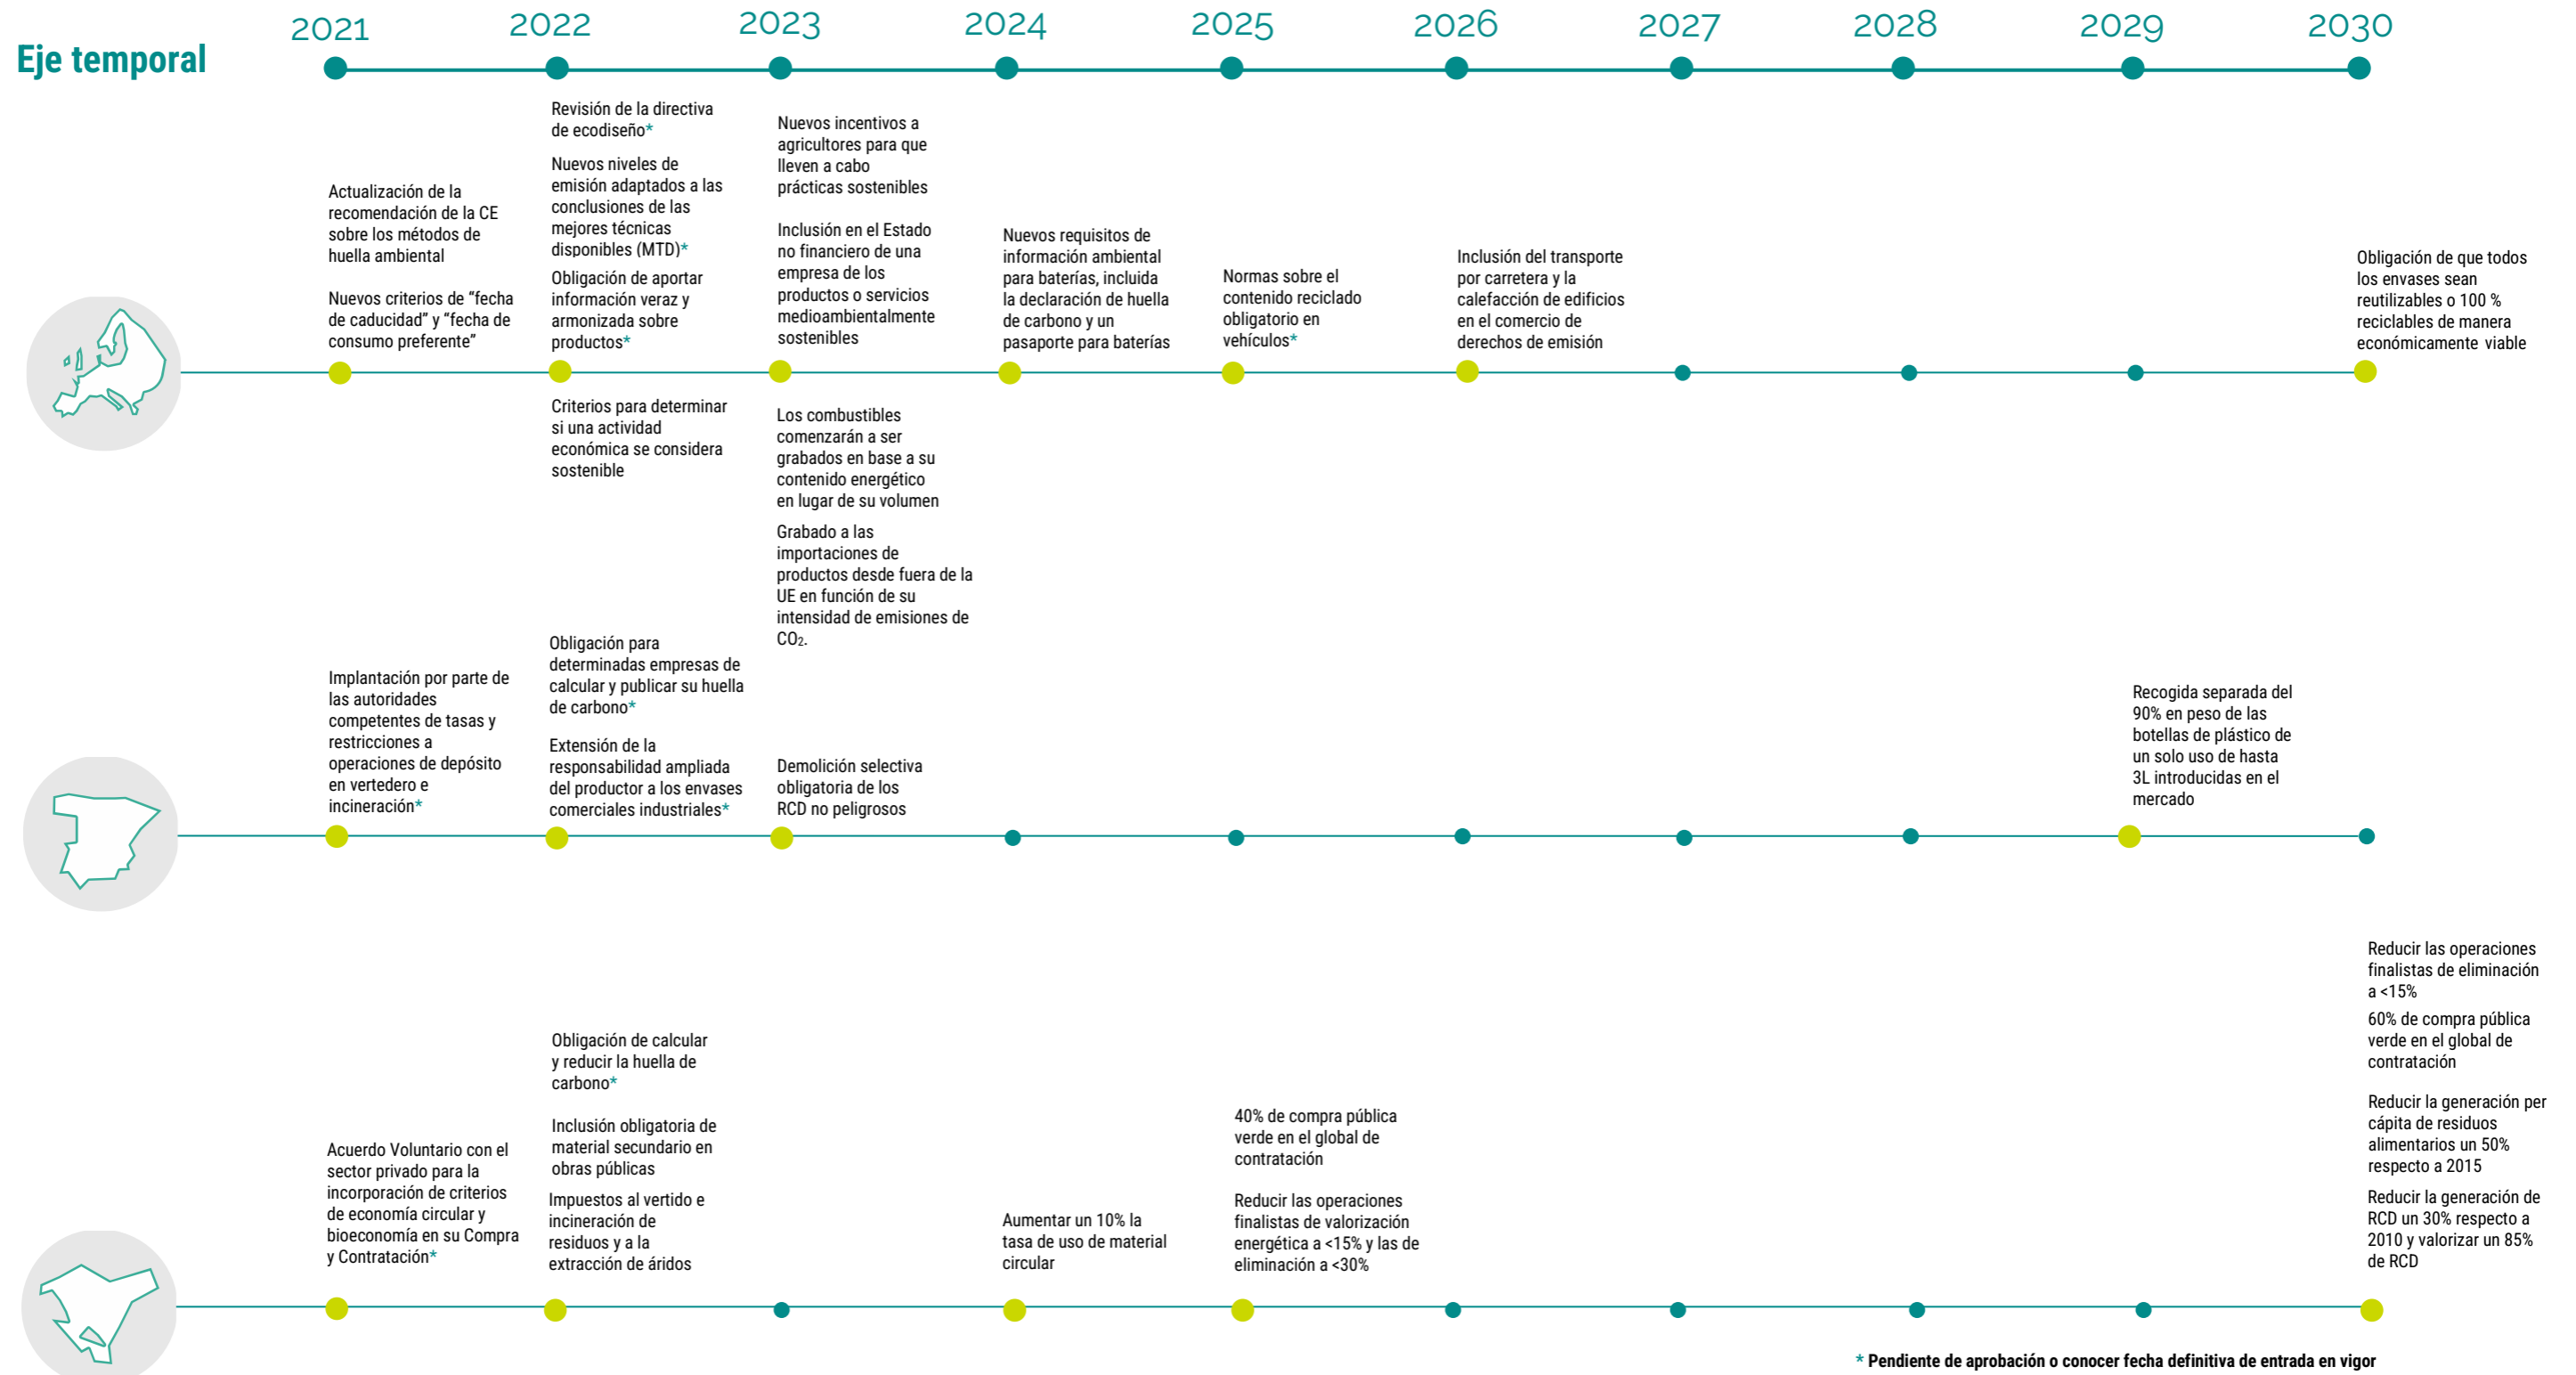 Eje temporal
2021
2022
2023
2024
2025
2026
2027
2028
2029
2030
Actualización de la
recomendación de la CE
sobre los métodos de
huella ambiental
Nuevos criterios de “fecha
de caducidad” y “fecha de
consumo preferente”
Revisión de la directiva
de ecodiseño*
Nuevos niveles de
emisión adaptados a las
conclusiones de las
mejores técnicas
disponibles (MTD)*
Obligación de aportar
información veraz y
armonizada sobre
productos*
Criterios para determinar
si una actividad
económica se considera
sostenible
Nuevos incentivos a
agricultores para que
lleven a cabo
prácticas sostenibles
Inclusión en el Estado
no financiero de una
empresa de los
productos o servicios
medioambientalmente
sostenibles
Los combustibles
comenzarán a ser
grabados en base a su
contenido energético
en lugar de su volumen
Grabado a las
importaciones de
productos desde fuera de la
UE en función de su
intensidad de emisiones de
CO₂.
Nuevos requisitos de
información ambiental
para baterías, incluida
la declaración de huella
de carbono y un
pasaporte para baterías
Normas sobre el
contenido reciclado
obligatorio en
vehículos*
Inclusión del transporte
por carretera y la
calefacción de edificios
en el comercio de
derechos de emisión
Obligación de que todos
los envases sean
reutilizables o 100 %
reciclables de manera
económicamente viable
Implantación por parte de
las autoridades
competentes de tasas y
restricciones a
operaciones de depósito
en vertedero e
incineración*
Obligación para
determinadas empresas de
calcular y publicar su huella
de carbono*
Extensión de la
responsabilidad ampliada
del productor a los envases
comerciales industriales*
Demolición selectiva
obligatoria de los
RCD no peligrosos
Recogida separada del
90% en peso de las
botellas de plástico de
un solo uso de hasta
3L introducidas en el
mercado
Acuerdo Voluntario con el
sector privado para la
incorporación de criterios
de economía circular y
bioeconomía en su Compra
y Contratación*
Obligación de calcular
y reducir la huella de
carbono*
Inclusión obligatoria de
material secundario en
obras públicas
Impuestos al vertido e
incineración de
residuos y a la
extracción de áridos
Aumentar un 10% la
tasa de uso de material
circular
40% de compra pública
verde en el global de
contratación
Reducir las operaciones
finalistas de valorización
energética a <15% y las de
eliminación a <30%
Reducir las operaciones
finalistas de eliminación
a <15%
60% de compra pública
verde en el global de
contratación
Reducir la generación per
cápita de residuos
alimentarios un 50%
respecto a 2015
Reducir la generación de
RCD un 30% respecto a
2010 y valorizar un 85%
de RCD
* Pendiente de aprobación o conocer fecha definitiva de entrada en vigor